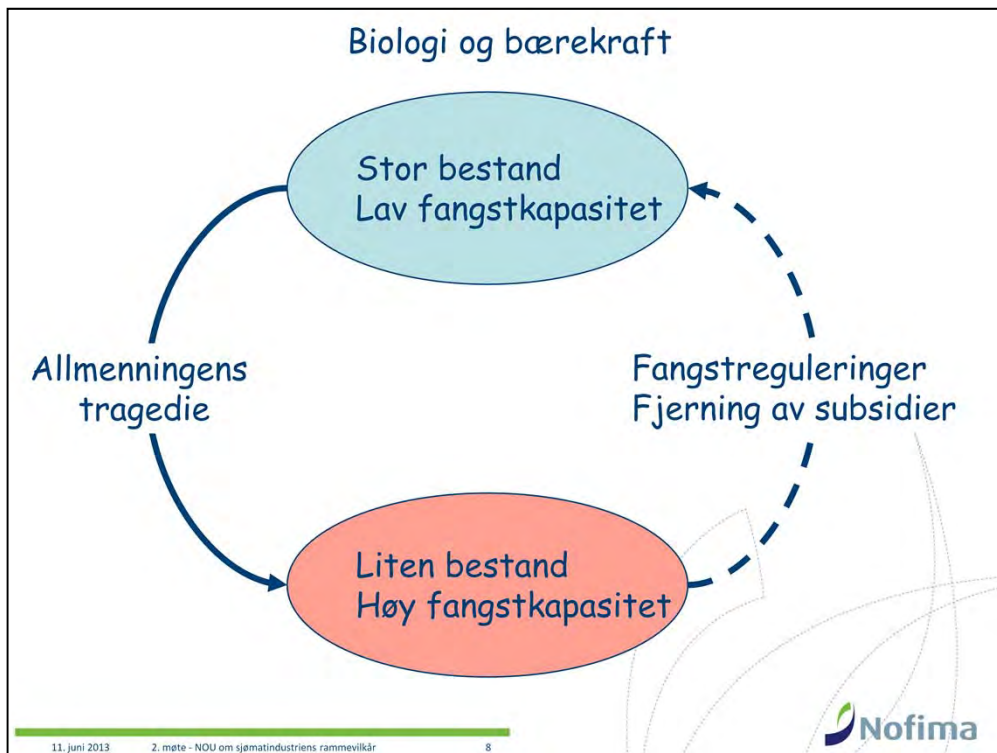 Biologi og bærekraft
Stor bestand
Lav fangstkapasitet
Allmenningens
tragedie
Fangstreguleringer
Fjerning av subsidier
Liten bestand
Høy fangstkapasitet
11. juni 2013 2. møte - NOU om sjømatindustriens rammevilkår 8
Nofima